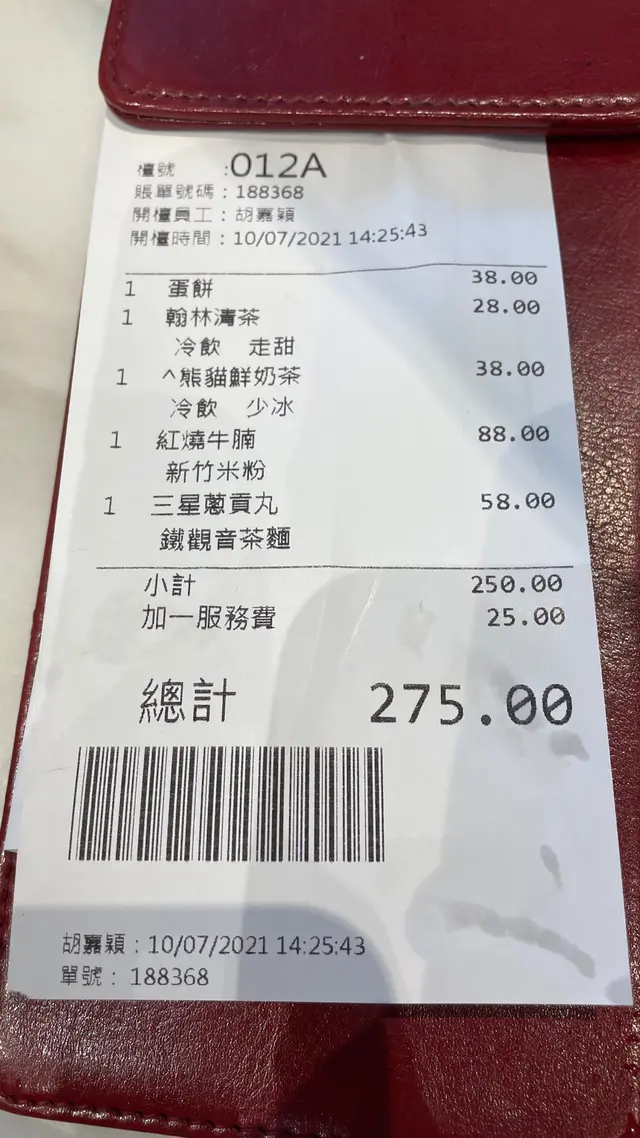 檯號 :012A
賬單號碼：188368
開檯員工：胡嘉穎
開檯時間：10/07/2021 14:25:43
1 蛋餅 38.00
1 翰林清茶 28.00
冷飲 走甜
1 ^熊貓鮮奶茶 38.00
冷飲 少冰
1 紅燒牛腩 88.00
新竹米粉
1 三星蔥貢丸 58.00
鐵觀音茶麵
小計 250.00
加一服務費 25.00
總計 275.00
胡嘉穎：10/07/2021 14:25:43
單號：188368